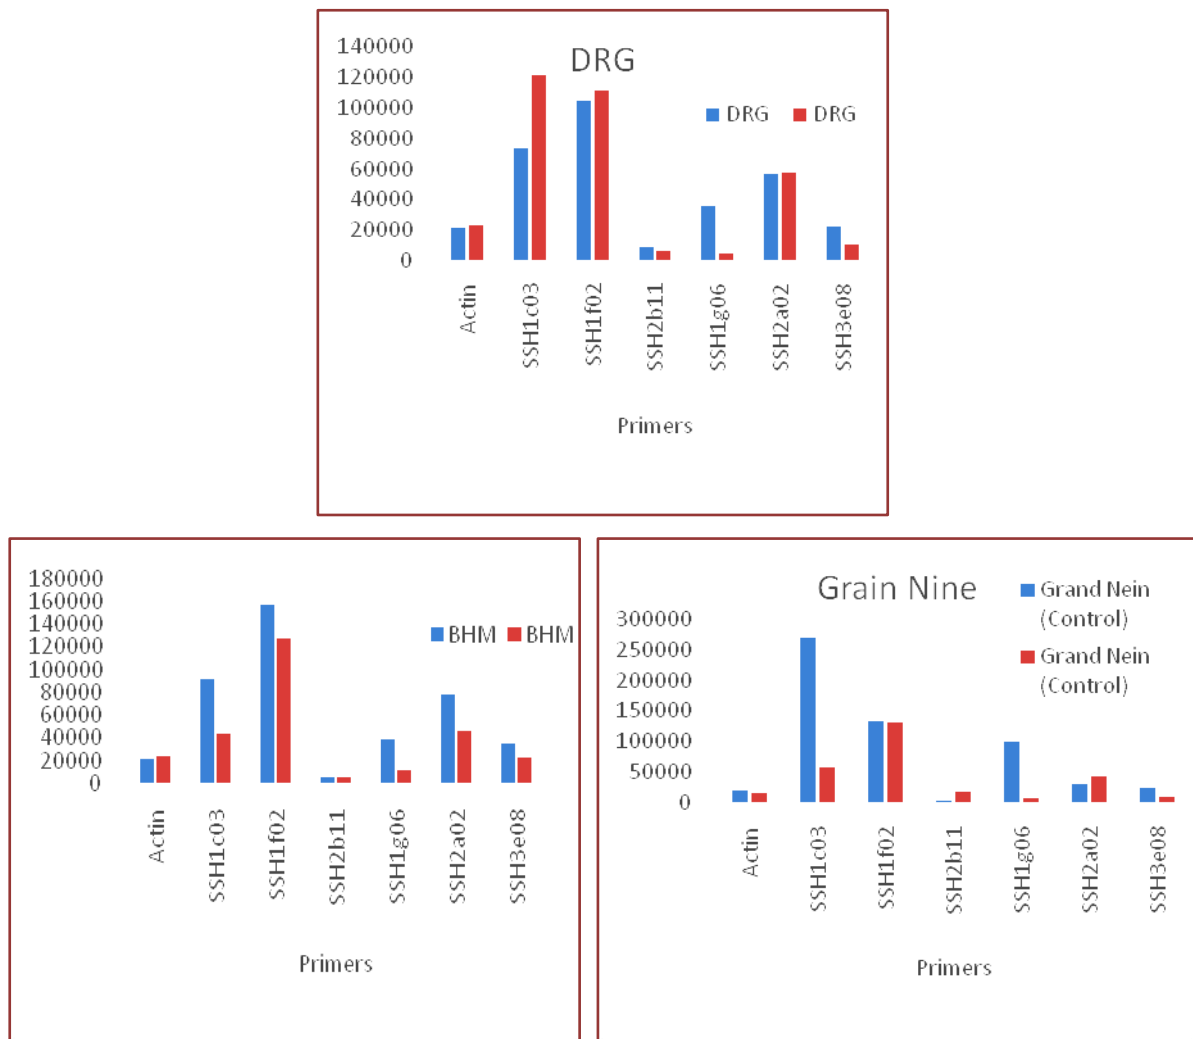 DRG
140000
120000
100000
80000
60000
40000
20000
0
DRG DRG
Actin
SSH1c03
SSH1f02
SSH2b11
SSH1g06
SSH2a02
SSH3e08
Primers
180000
160000
140000
120000
100000
80000
60000
40000
20000
0
BHM BHM
Actin
SSH1c03
SSH1f02
SSH2b11
SSH1g06
SSH2a02
SSH3e08
Primers
Grain Nine
Grand Nein
(Control)
Grand Nein
(Control)
300000
250000
200000
150000
100000
50000
0
Actin
SSH1c03
SSH1f02
SSH2b11
SSH1g06
SSH2a02
SSH3e08
Primers